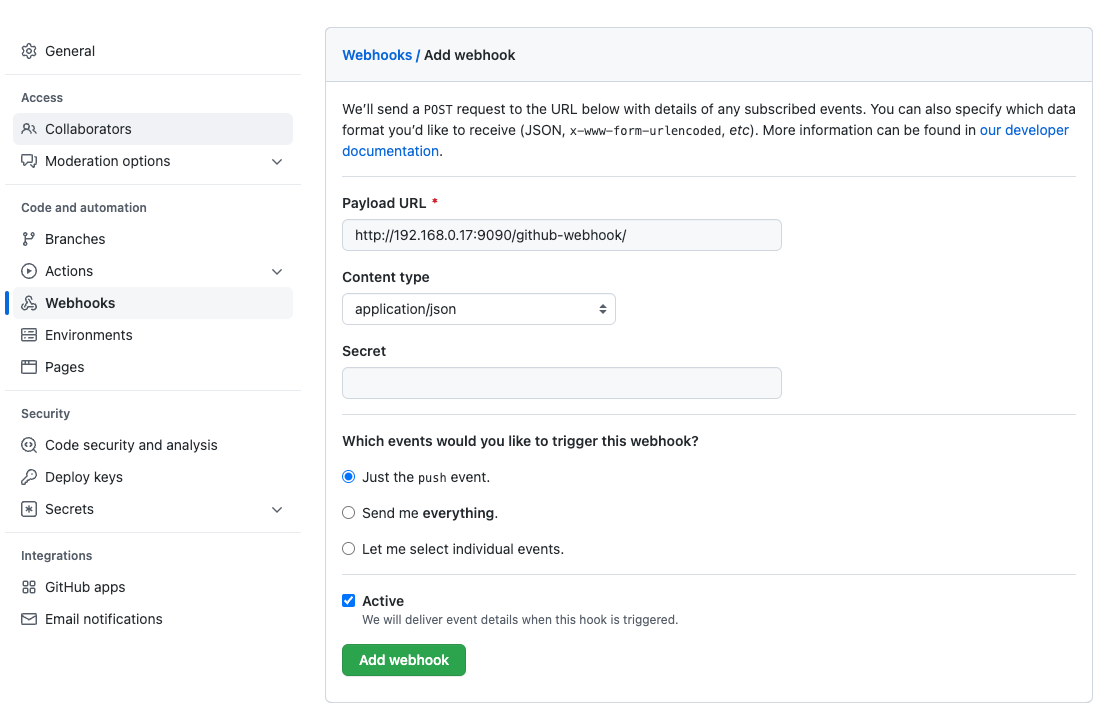 General
Access
Collaborators
Moderation options
Code and automation
Branches
Actions
Webhooks
Environments
Pages
Security
Code security and analysis
Deploy keys
Secrets
Integrations
GitHub apps
Email notifications
Webhooks / Add webhook
We’ll send a POST request to the URL below with details of any subscribed events. You can also specify which data
format you’d like to receive (JSON, x-www-form-urlencoded, etc). More information can be found in our developer
documentation.
Payload URL *
http://192.168.0.17:9090/github-webhook/
Content type
application/json
Secret
Which events would you like to trigger this webhook?
Just the push event.
Send me everything.
Let me select individual events.
Active
We will deliver event details when this hook is triggered.
Add webhook